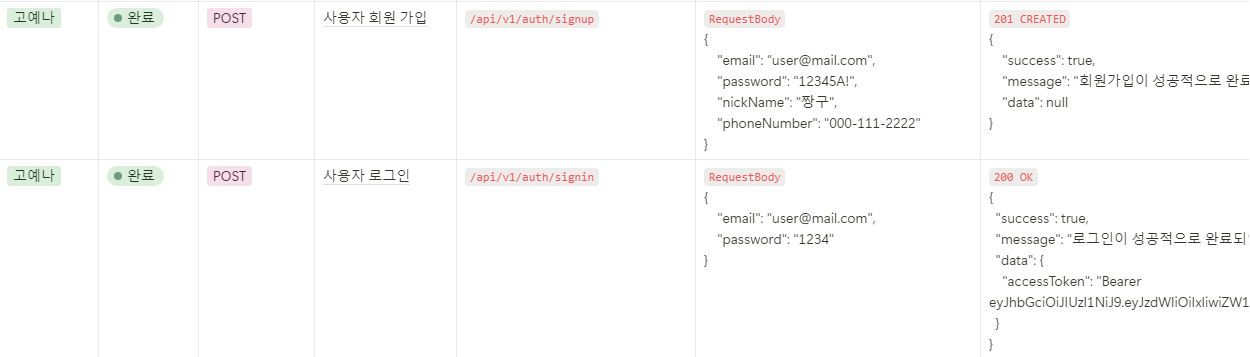 고예나 완료 POST 사용자 회원 가입 /api/v1/auth/signup RequestBody 201 CREATED
{ {
"email": "user@mail.com", "success": true,
"password": "12345A!", "message": "회원가입이 성공적으로 완료
"nickName": "짱구", "data": null
"phoneNumber": "000-111-2222" }
}
고예나 완료 POST 사용자 로그인 /api/v1/auth/signin RequestBody 200 OK
{ {
"email": "user@mail.com", "success": true,
"password": "1234" "message": "로그인이 성공적으로 완료되
} "data": {
"accessToken": "Bearer
eyJhbGciOiJIUzI1NiJ9.eyJzdWIiOiIxIiwiZW1
}
}